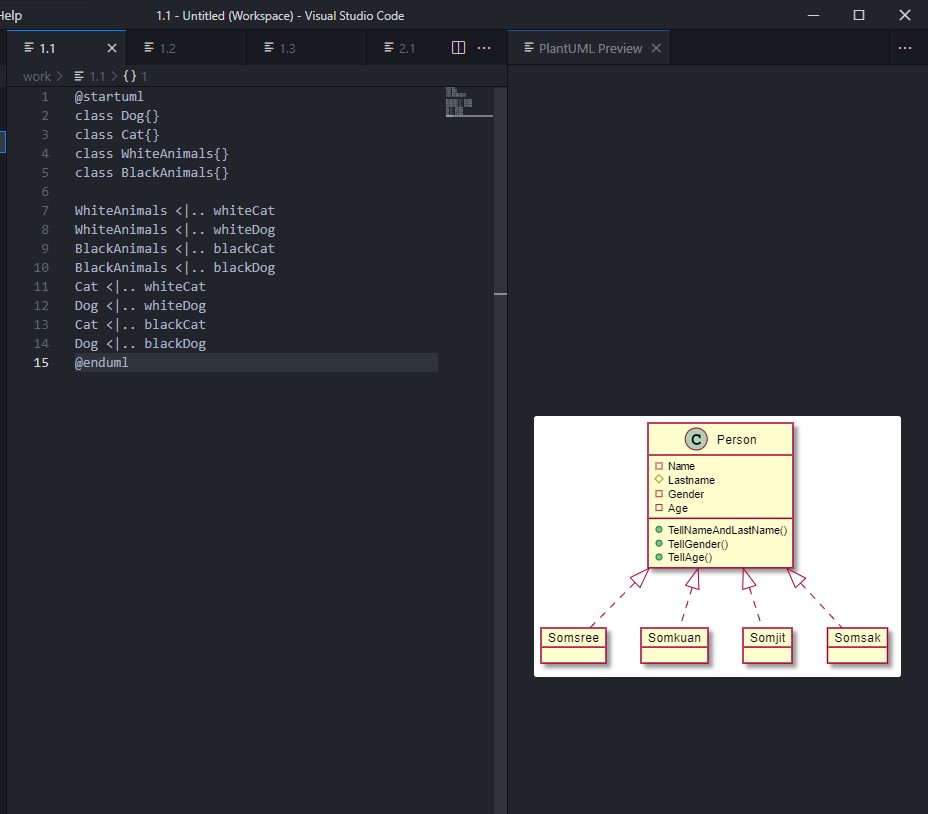 Help
1.1 - Untitled (Workspace) - Visual Studio Code
1.1
1.2
1.3
2.1
PlantUML Preview
work > 1.1 > {} 1
1 @startuml
2 class Dog{}
3 class Cat{}
4 class WhiteAnimals{}
5 class BlackAnimals{}
6
7 WhiteAnimals <|.. whiteCat
8 WhiteAnimals <|.. whiteDog
9 BlackAnimals <|.. blackCat
10 BlackAnimals <|.. blackDog
11 Cat <|.. whiteCat
12 Dog <|.. whiteDog
13 Cat <|.. blackCat
14 Dog <|.. blackDog
15 @enduml
C Person
Name
Lastname
Gender
Age
TellNameAndLastName()
TellGender()
TellAge()
Somsree
Somkuan
Somjit
Somsak